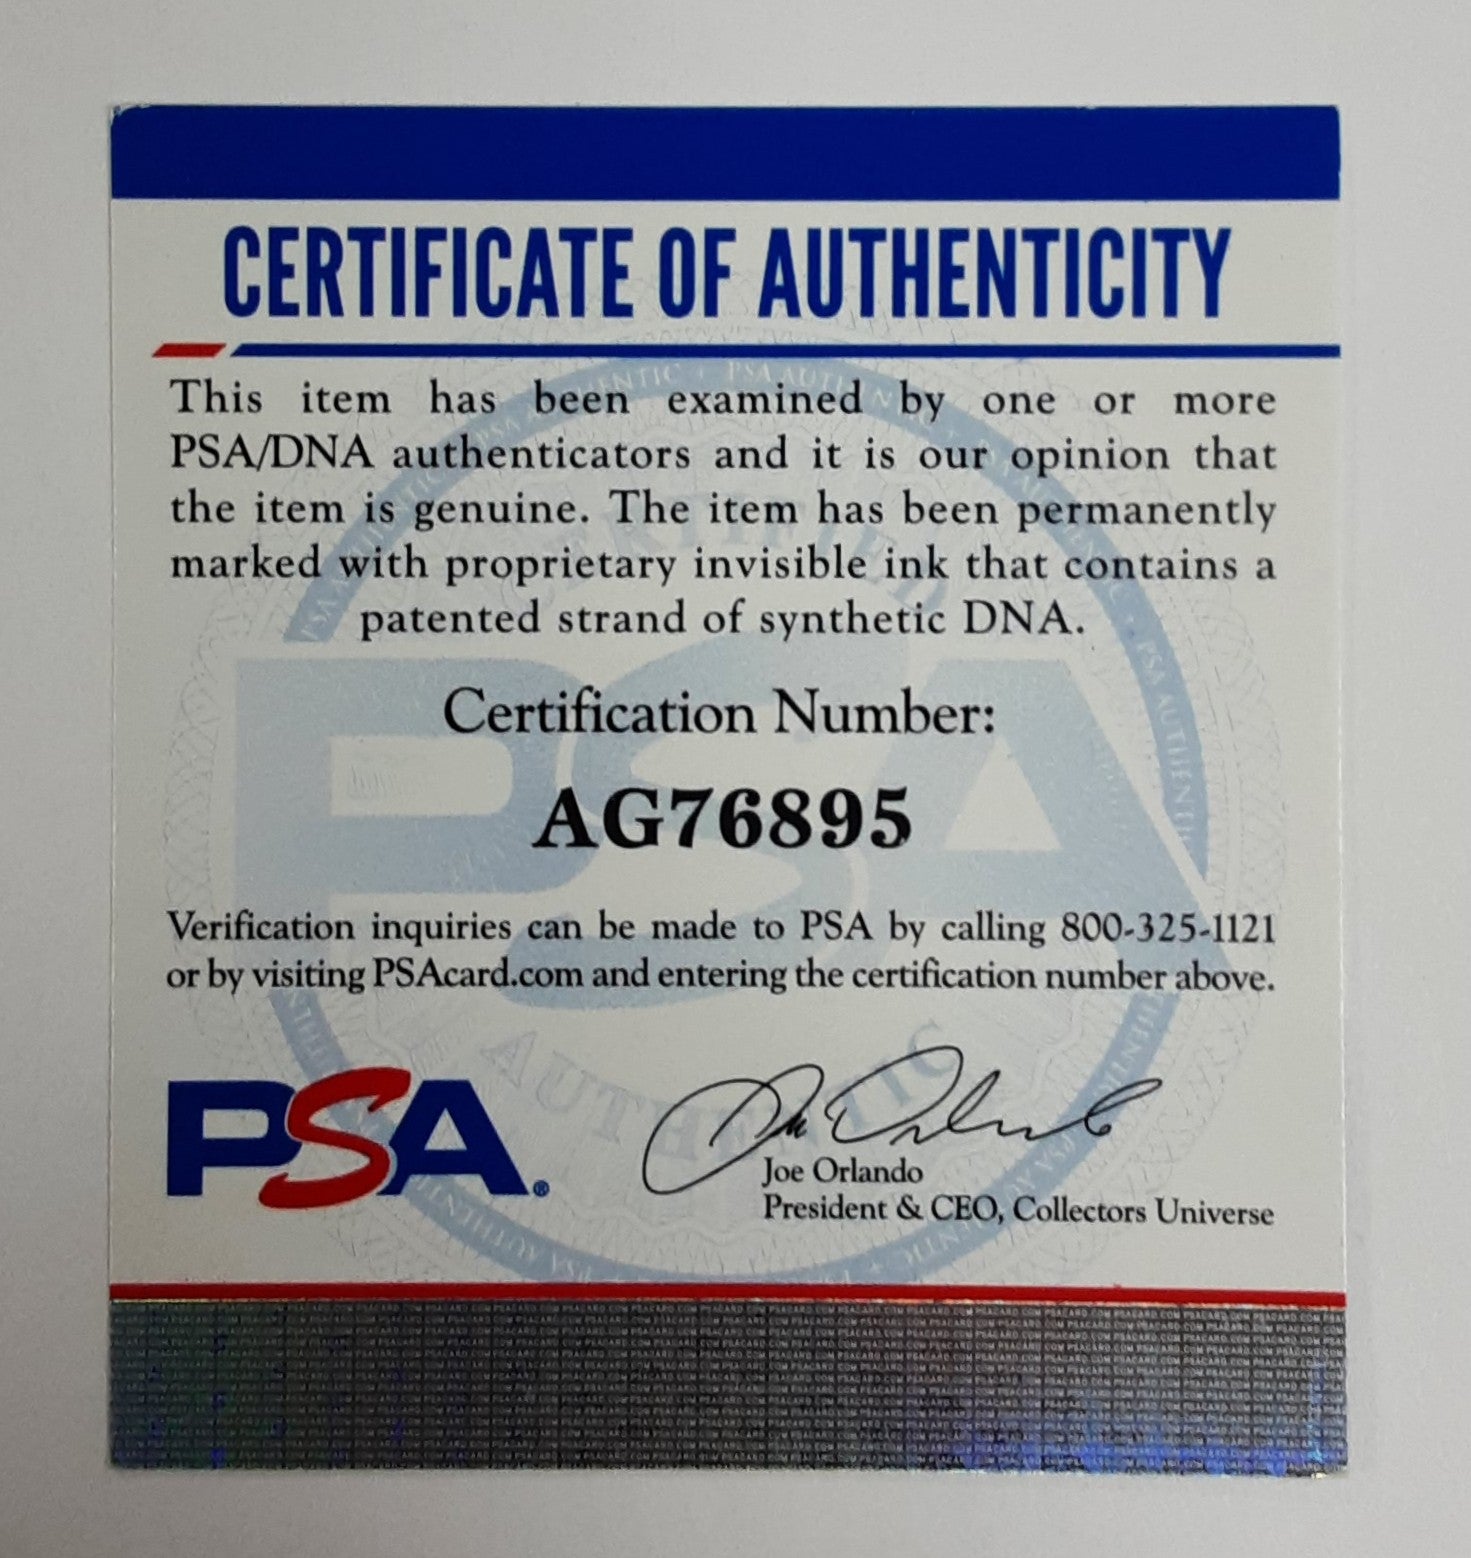 CERTIFICATE OF AUTHENTICITY
This item has been examined by one or more
PSA/DNA authenticators and it is our opinion that
the item is genuine. The item has been permanently
marked with proprietary invisible ink that contains a
patented strand of synthetic DNA.
Certification Number:
AG76895
Verification inquiries can be made to PSA by calling 800-325-1121
or by visiting PSAcard.com and entering the certification number above.
PSA®
Joe Orlando
President & CEO, Collectors Universe
CERTIFIED
PSA
AUTHENTIC